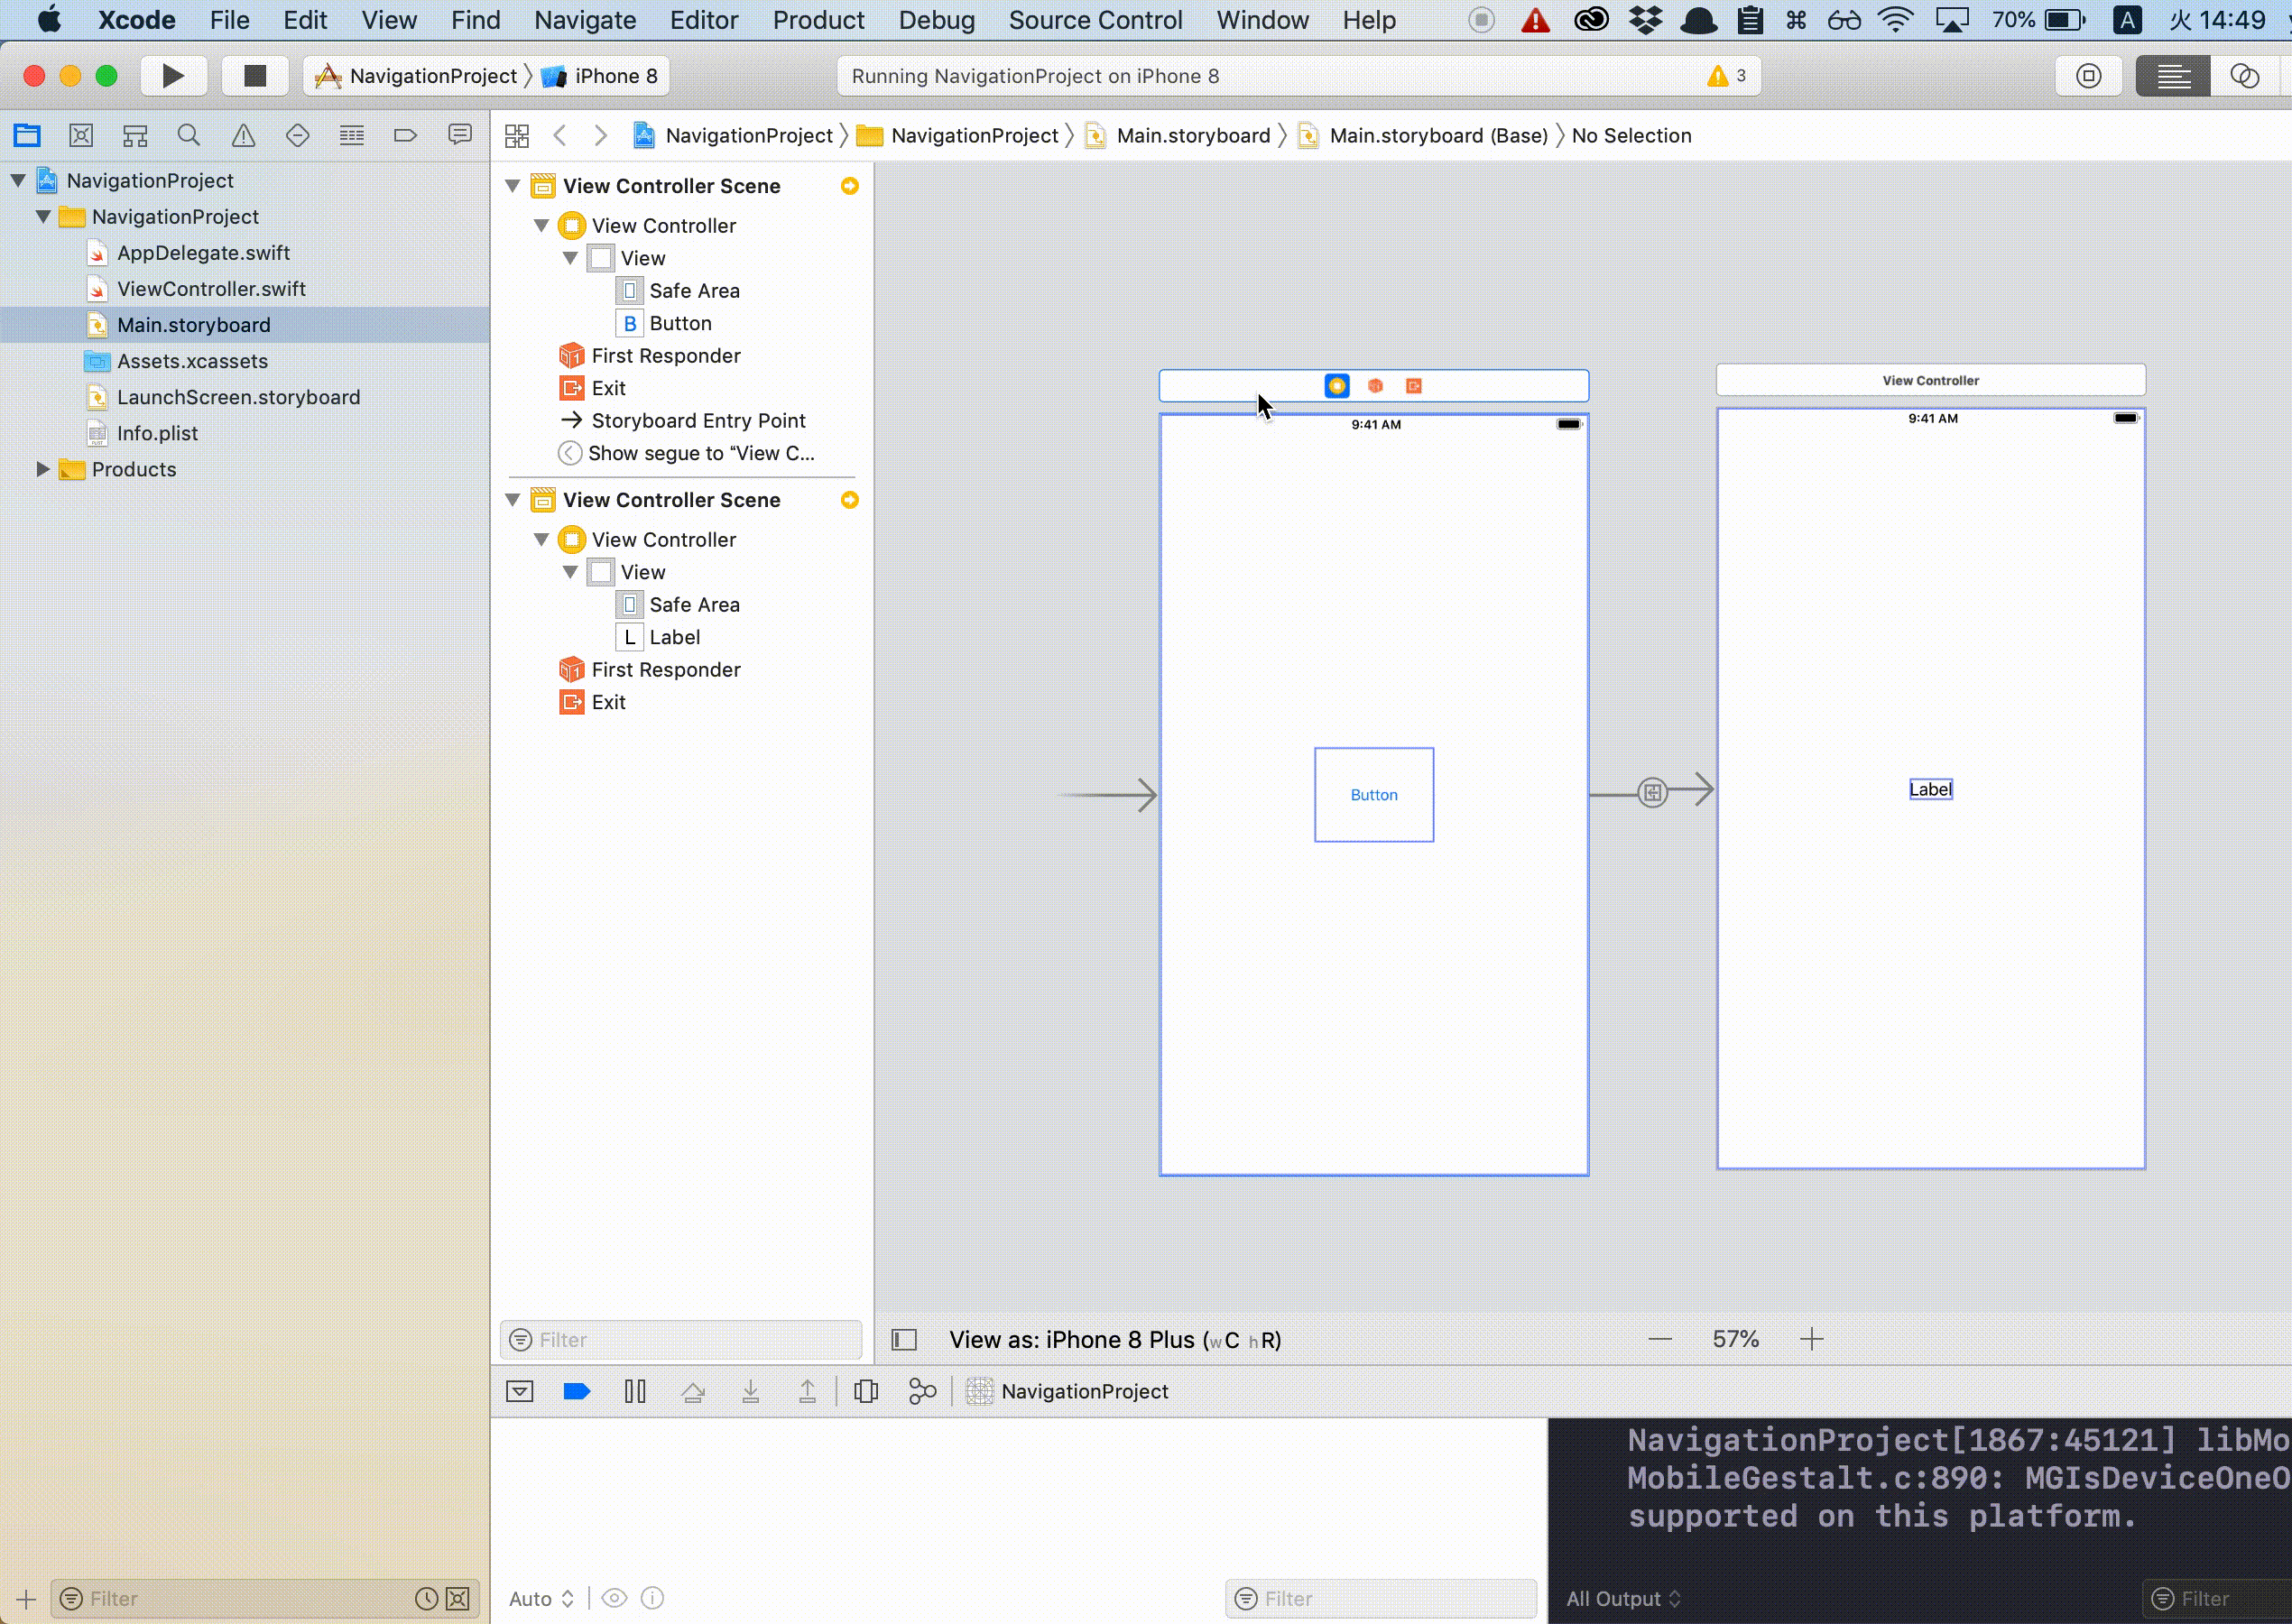 Xcode File Edit View Find Navigate Editor Product Debug Source Control Window Help 70% A 火 14:49
NavigationProject iPhone 8
Running NavigationProject on iPhone 8
3
NavigationProject NavigationProject Main.storyboard Main.storyboard (Base) No Selection
NavigationProject
NavigationProject
AppDelegate.swift
ViewController.swift
Main.storyboard
Assets.xcassets
LaunchScreen.storyboard
Info.plist
Products
View Controller Scene
View Controller
View
Safe Area
B Button
First Responder
Exit
Storyboard Entry Point
Show segue to “View C...
View Controller Scene
View Controller
View
Safe Area
L Label
First Responder
Exit
9:41 AM
Button
View Controller
9:41 AM
Label
Filter
View as: iPhone 8 Plus (wC hR)
57%
NavigationProject
NavigationProject[1867:45121] libMo
MobileGestalt.c:890: MGIsDeviceOneO
supported on this platform.
Filter
Auto
Filter
All Output
Filter